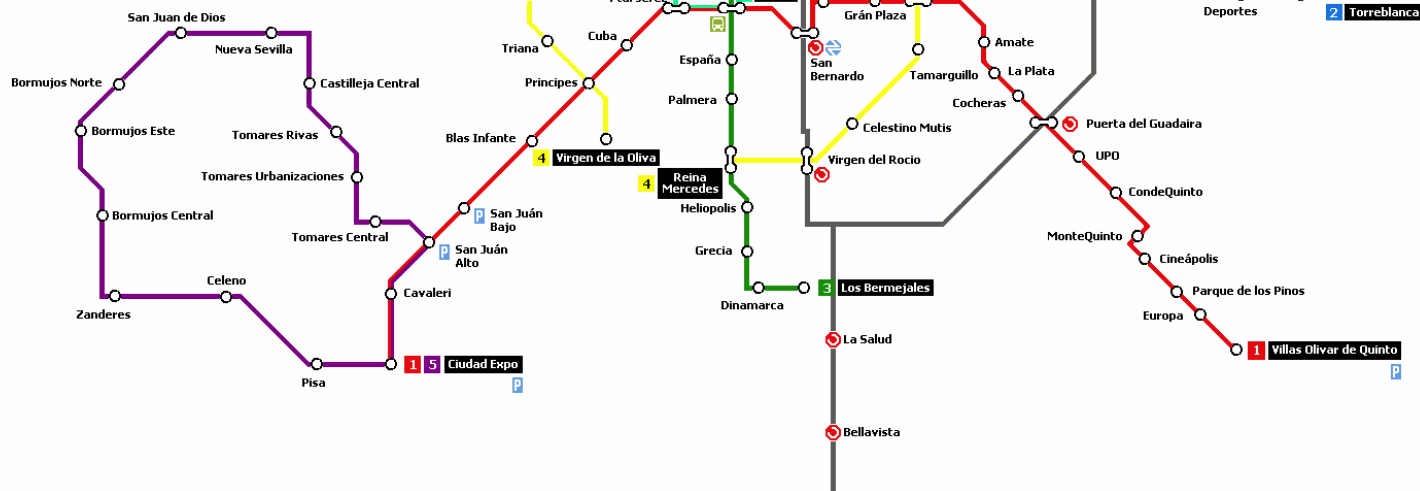 San Juan de Dios
Nueva Sevilla
Bormujos Norte
Castilleja Central
Bormujos Este
Tomares Rivas
Tomares Urbanizaciones
Bormujos Central
Tomares Central
Celeno
Zanderes
Pisa
1 5 Ciudad Expo
P
Cavaleri
P San Juán
Alto
P San Juán
Bajo
Blas Infante
Principes
Cuba
Triana
4 Virgen de la Oliva
España
Palmera
4 Reina
Mercedes
Heliopolis
Grecia
Dinamarca
3 Los Bermejales
San
Bernardo
Grán Plaza
Tamarguillo
Celestino Mutis
Virgen del Rocio
La Salud
Bellavista
Amate
La Plata
Cocheras
Puerta del Guadaira
UPO
CondeQuinto
MonteQuinto
Cineápolis
Parque de los Pinos
Europa
1 Villas Olivar de Quinto
P
Deportes
2 Torreblanca